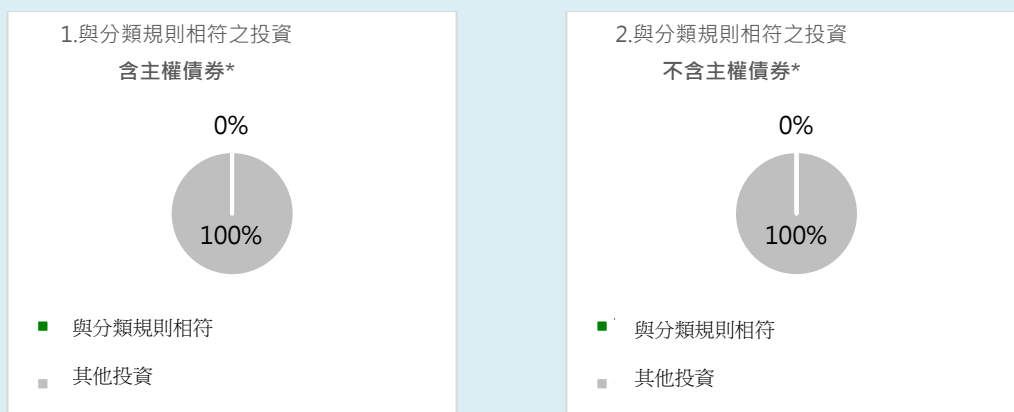 1.與分類規則相符之投資
含主權債券*
0%
100%
與分類規則相符
其他投資
2.與分類規則相符之投資
不含主權債券*
0%
100%
與分類規則相符
其他投資